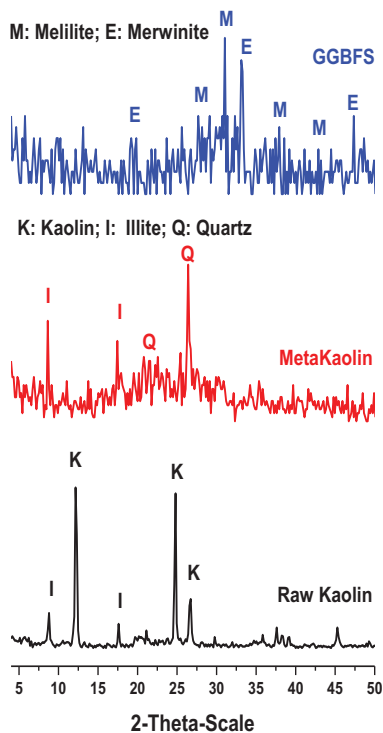 M: Melilite; E: Merwinite
M
E
GGBFS
M
E
M
M
E
K: Kaolin; I: Illite; Q: Quartz
Q
I
I
Q
MetaKaolin
K
K
I
I
K
Raw Kaolin
5 10 15 20 25 30 35 40 45 50
2-Theta-Scale